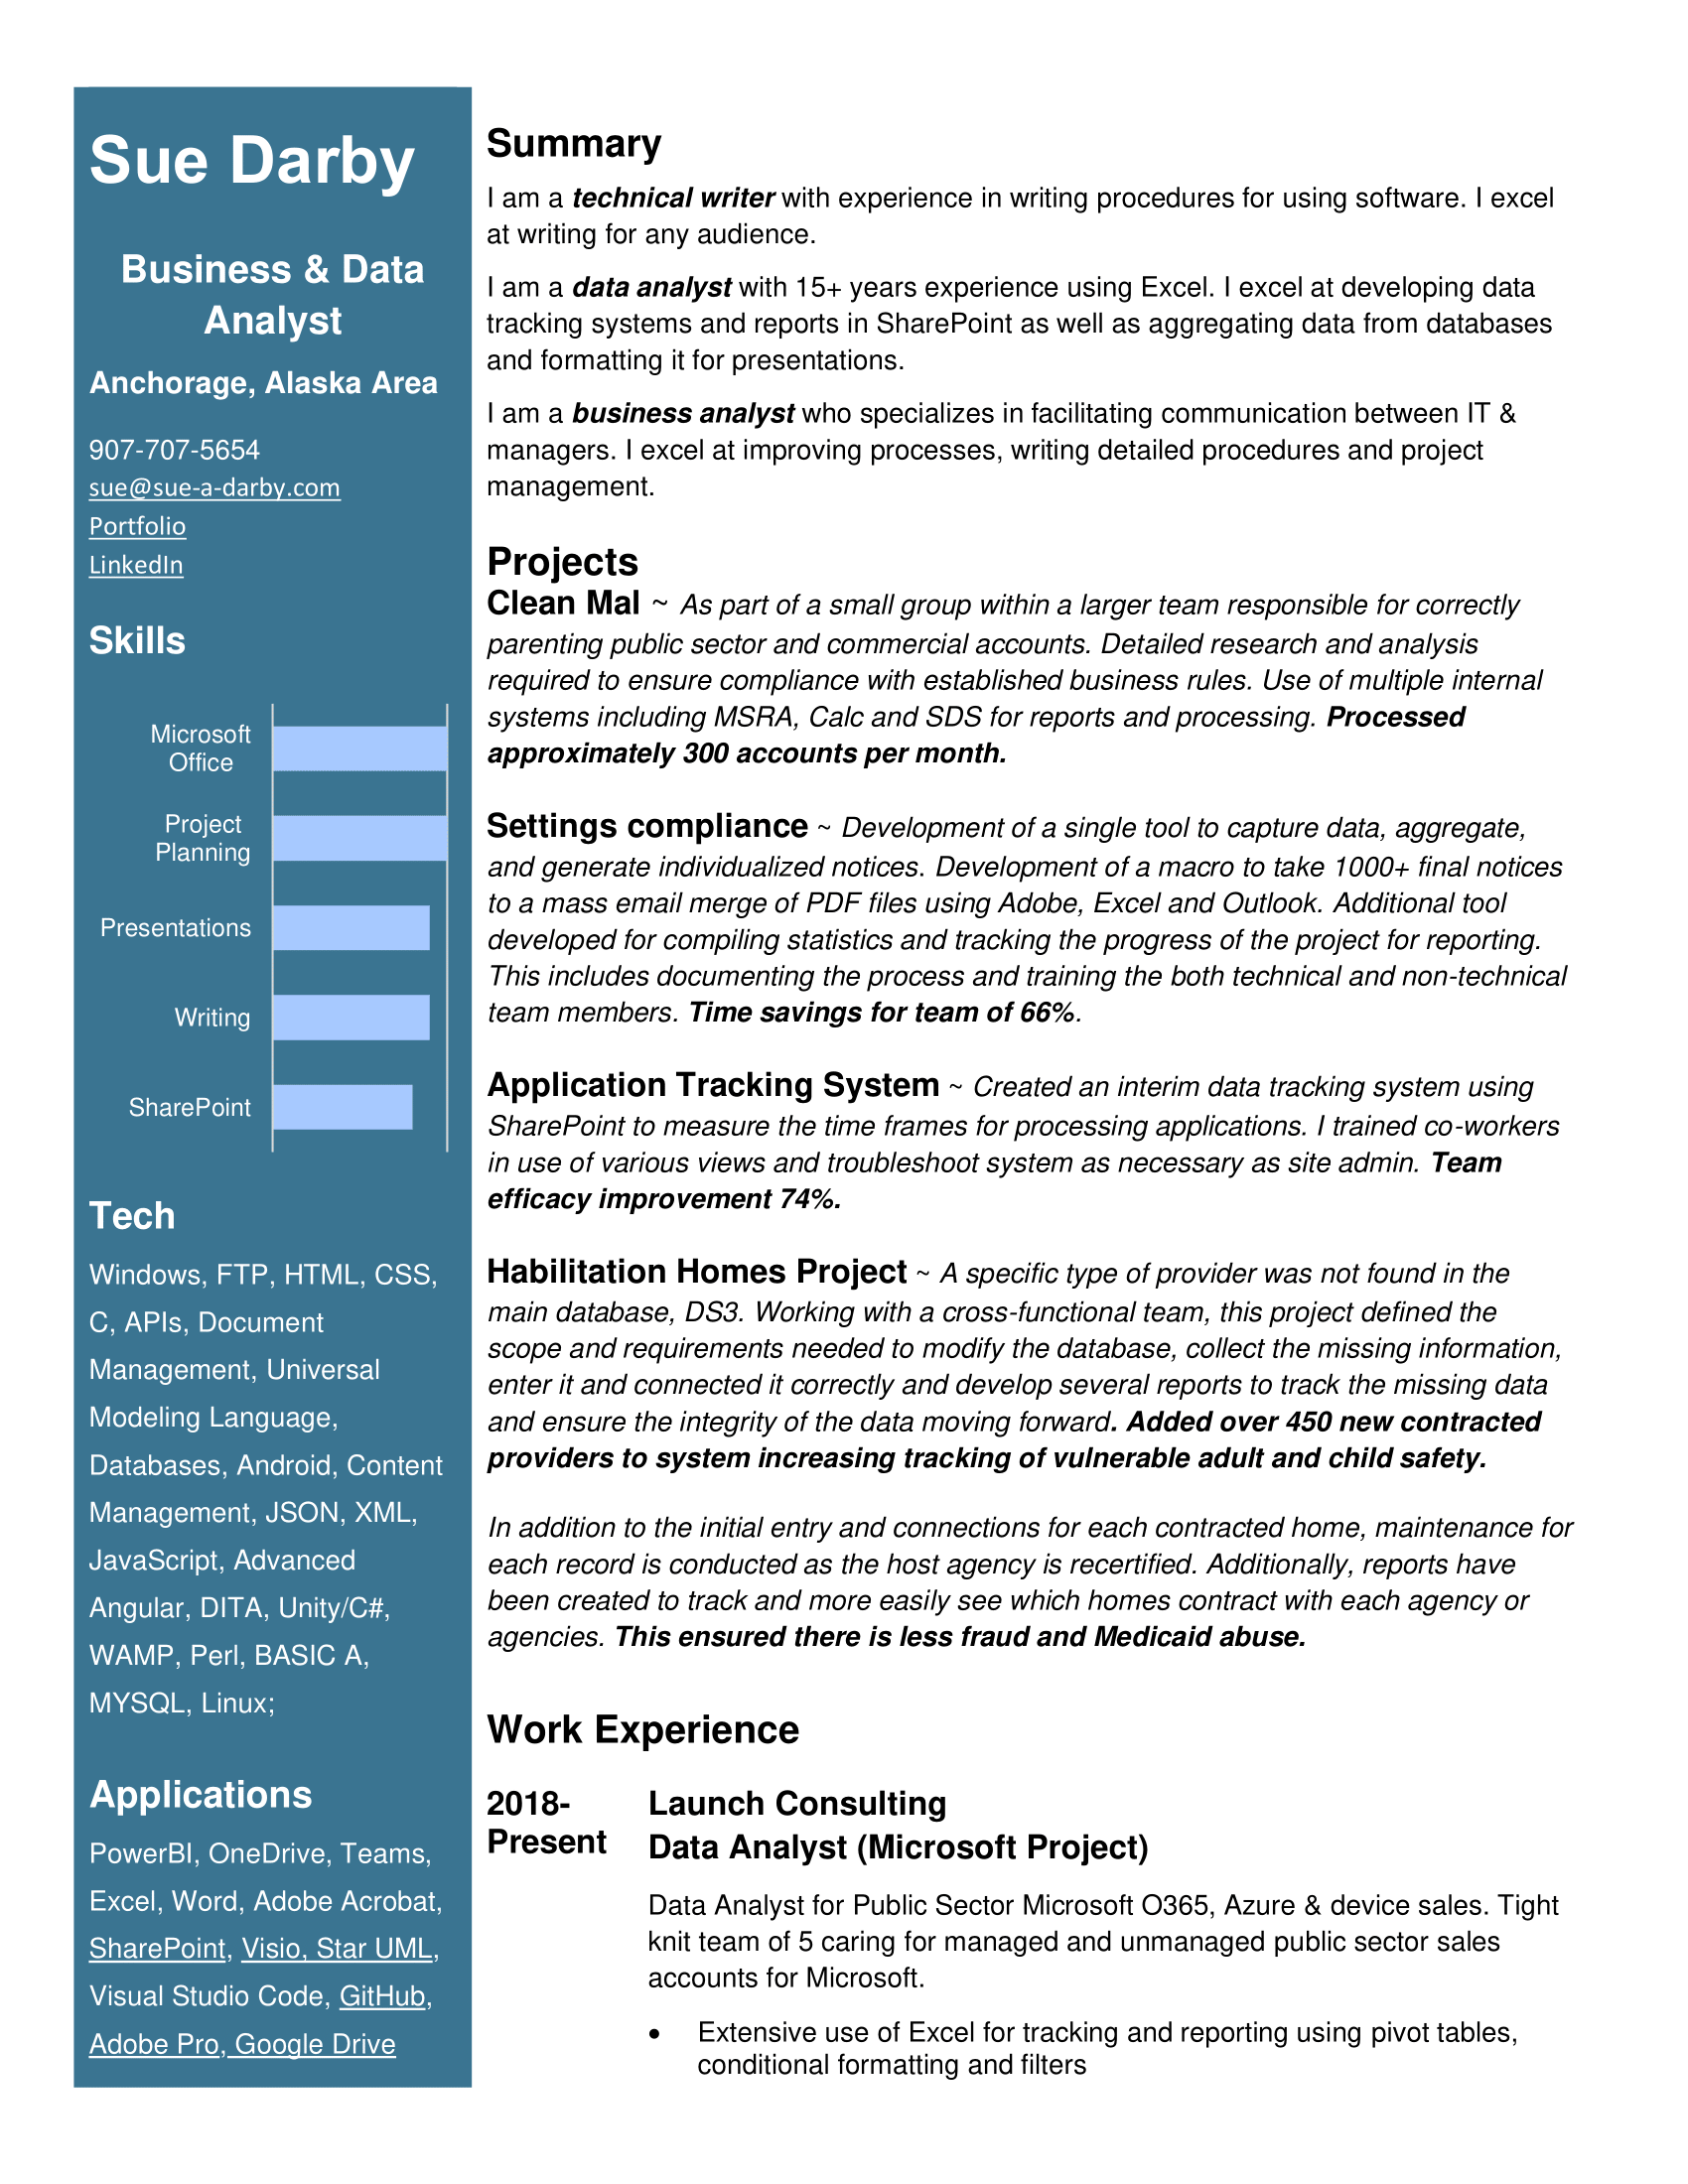 Sue Darby
Business & Data
Analyst
Anchorage, Alaska Area
907-707-5654
sue@sue-a-darby.com
Portfolio
LinkedIn
Skills
Microsoft
Office
Project
Planning
Presentations
Writing
SharePoint
Tech
Windows, FTP, HTML, CSS,
C, APIs, Document
Management, Universal
Modeling Language,
Databases, Android, Content
Management, JSON, XML,
JavaScript, Advanced
Angular, DITA, Unity/C#,
WAMP, Perl, BASIC A,
MYSQL, Linux;
Applications
PowerBI, OneDrive, Teams,
Excel, Word, Adobe Acrobat,
SharePoint, Visio, Star UML,
Visual Studio Code, GitHub,
Adobe Pro, Google Drive
Summary
I am a technical writer with experience in writing procedures for using software. I excel
at writing for any audience.
I am a data analyst with 15+ years experience using Excel. I excel at developing data
tracking systems and reports in SharePoint as well as aggregating data from databases
and formatting it for presentations.
I am a business analyst who specializes in facilitating communication between IT &
managers. I excel at improving processes, writing detailed procedures and project
management.
Projects
Clean Mal ~ As part of a small group within a larger team responsible for correctly
parenting public sector and commercial accounts. Detailed research and analysis
required to ensure compliance with established business rules. Use of multiple internal
systems including MSRA, Calc and SDS for reports and processing. Processed
approximately 300 accounts per month.
Settings compliance ~ Development of a single tool to capture data, aggregate,
and generate individualized notices. Development of a macro to take 1000+ final notices
to a mass email merge of PDF files using Adobe, Excel and Outlook. Additional tool
developed for compiling statistics and tracking the progress of the project for reporting.
This includes documenting the process and training the both technical and non-technical
team members. Time savings for team of 66%.
Application Tracking System ~ Created an interim data tracking system using
SharePoint to measure the time frames for processing applications. I trained co-workers
in use of various views and troubleshoot system as necessary as site admin. Team
efficacy improvement 74%.
Habilitation Homes Project ~ A specific type of provider was not found in the
main database, DS3. Working with a cross-functional team, this project defined the
scope and requirements needed to modify the database, collect the missing information,
enter it and connected it correctly and develop several reports to track the missing data
and ensure the integrity of the data moving forward. Added over 450 new contracted
providers to system increasing tracking of vulnerable adult and child safety.
In addition to the initial entry and connections for each contracted home, maintenance for
each record is conducted as the host agency is recertified. Additionally, reports have
been created to track and more easily see which homes contract with each agency or
agencies. This ensured there is less fraud and Medicaid abuse.
Work Experience
2018-
Present
Launch Consulting
Data Analyst (Microsoft Project)
Data Analyst for Public Sector Microsoft O365, Azure & device sales. Tight
knit team of 5 caring for managed and unmanaged public sector sales
accounts for Microsoft.
• Extensive use of Excel for tracking and reporting using pivot tables,
conditional formatting and filters